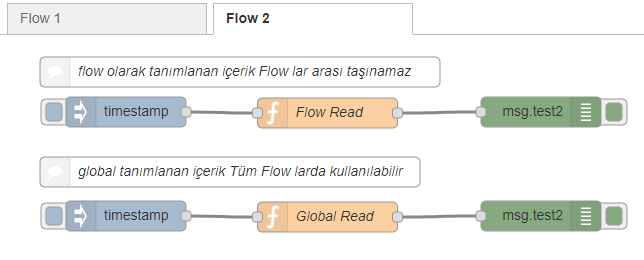 Flow 1
Flow 2
flow olarak tanımlanan içerik Flow lar arası taşınamaz
timestamp
Flow Read
msg.test2
global tanımlanan içerik Tüm Flow larda kullanılabilir
timestamp
Global Read
msg.test2